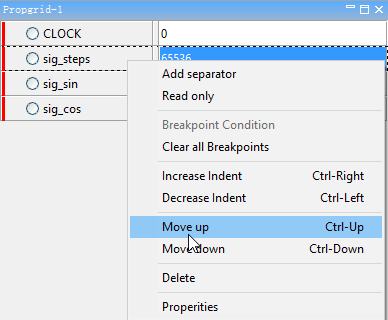 Propgrid-1
CLOCK 0
sig_steps 65536
sig_sin
sig_cos
Add separator
Read only
Breakpoint Condition
Clear all Breakpoints
Increase Indent Ctrl-Right
Decrease Indent Ctrl-Left
Move up Ctrl-Up
Move down Ctrl-Down
Delete
Properities